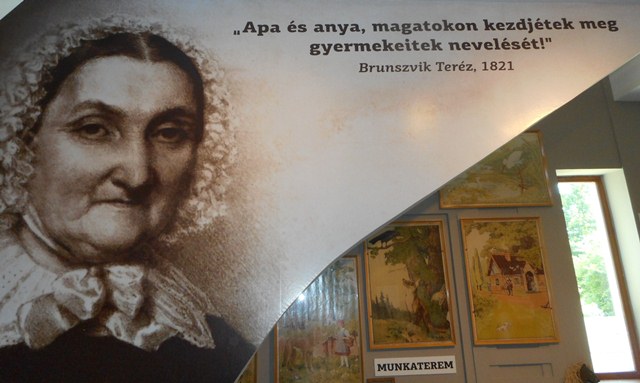 „Apa és anya, magatokon kezdjétek meg
gyermekeitek nevelését!"
Brunszvik Teréz, 1821
MUNKATEREM